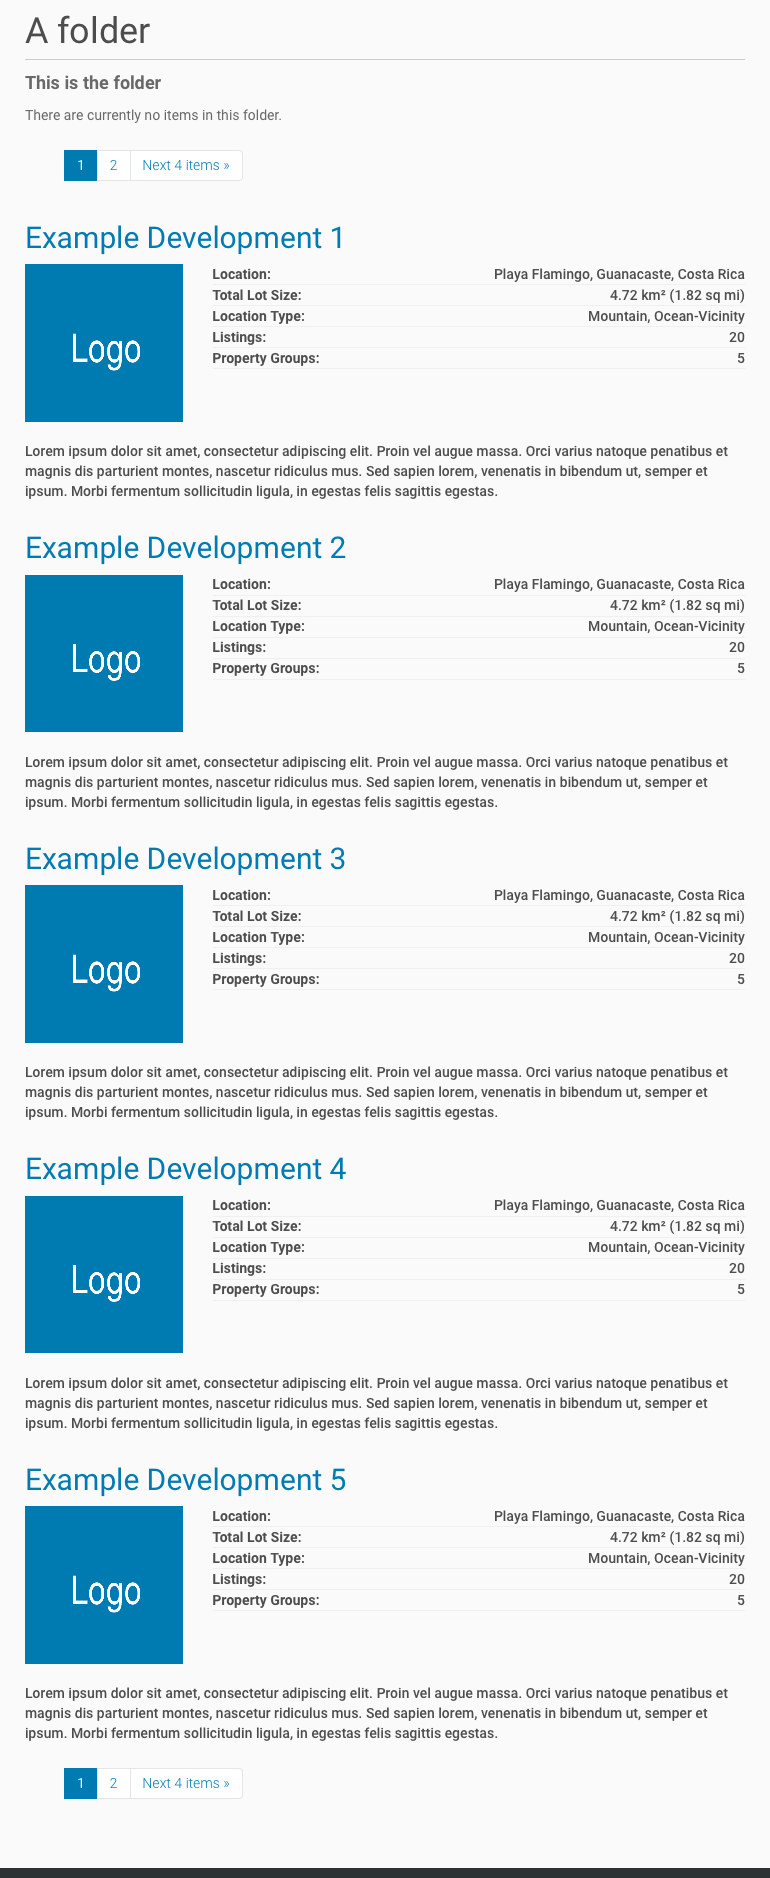 A folder
This is the folder
There are currently no items in this folder.
1 2 Next 4 items »
Example Development 1
Logo
Location: Playa Flamingo, Guanacaste, Costa Rica
Total Lot Size: 4.72 km² (1.82 sq mi)
Location Type: Mountain, Ocean-Vicinity
Listings: 20
Property Groups: 5
Lorem ipsum dolor sit amet, consectetur adipiscing elit. Proin vel augue massa. Orci varius natoque penatibus et
magnis dis parturient montes, nascetur ridiculus mus. Sed sapien lorem, venenatis in bibendum ut, semper et
ipsum. Morbi fermentum sollicitudin ligula, in egestas felis sagittis egestas.
Example Development 2
Logo
Location: Playa Flamingo, Guanacaste, Costa Rica
Total Lot Size: 4.72 km² (1.82 sq mi)
Location Type: Mountain, Ocean-Vicinity
Listings: 20
Property Groups: 5
Lorem ipsum dolor sit amet, consectetur adipiscing elit. Proin vel augue massa. Orci varius natoque penatibus et
magnis dis parturient montes, nascetur ridiculus mus. Sed sapien lorem, venenatis in bibendum ut, semper et
ipsum. Morbi fermentum sollicitudin ligula, in egestas felis sagittis egestas.
Example Development 3
Logo
Location: Playa Flamingo, Guanacaste, Costa Rica
Total Lot Size: 4.72 km² (1.82 sq mi)
Location Type: Mountain, Ocean-Vicinity
Listings: 20
Property Groups: 5
Lorem ipsum dolor sit amet, consectetur adipiscing elit. Proin vel augue massa. Orci varius natoque penatibus et
magnis dis parturient montes, nascetur ridiculus mus. Sed sapien lorem, venenatis in bibendum ut, semper et
ipsum. Morbi fermentum sollicitudin ligula, in egestas felis sagittis egestas.
Example Development 4
Logo
Location: Playa Flamingo, Guanacaste, Costa Rica
Total Lot Size: 4.72 km² (1.82 sq mi)
Location Type: Mountain, Ocean-Vicinity
Listings: 20
Property Groups: 5
Lorem ipsum dolor sit amet, consectetur adipiscing elit. Proin vel augue massa. Orci varius natoque penatibus et
magnis dis parturient montes, nascetur ridiculus mus. Sed sapien lorem, venenatis in bibendum ut, semper et
ipsum. Morbi fermentum sollicitudin ligula, in egestas felis sagittis egestas.
Example Development 5
Logo
Location: Playa Flamingo, Guanacaste, Costa Rica
Total Lot Size: 4.72 km² (1.82 sq mi)
Location Type: Mountain, Ocean-Vicinity
Listings: 20
Property Groups: 5
Lorem ipsum dolor sit amet, consectetur adipiscing elit. Proin vel augue massa. Orci varius natoque penatibus et
magnis dis parturient montes, nascetur ridiculus mus. Sed sapien lorem, venenatis in bibendum ut, semper et
ipsum. Morbi fermentum sollicitudin ligula, in egestas felis sagittis egestas.
1 2 Next 4 items »